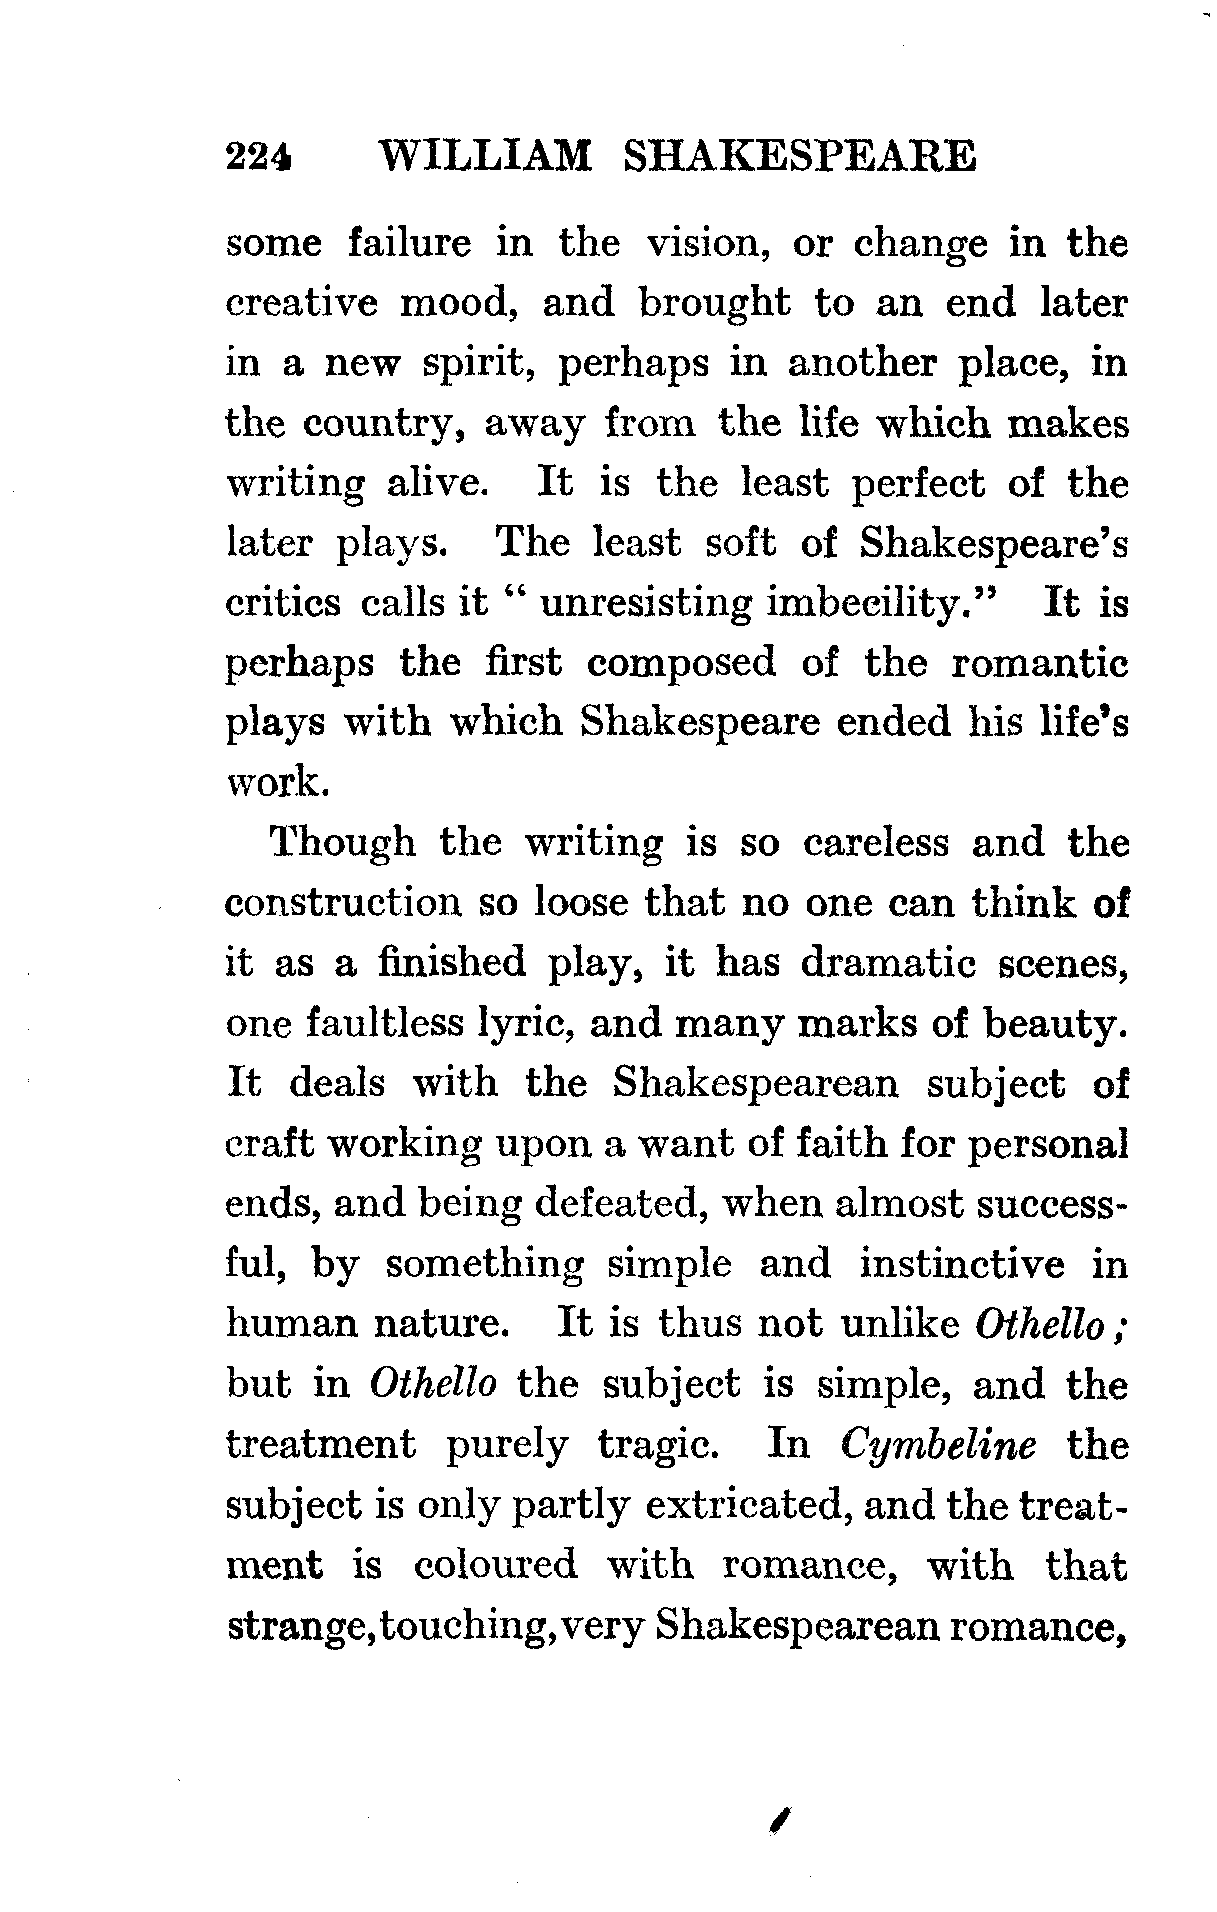 224 WILLIAM SHAKESPEARE
some failure in the vision, or change in the
creative mood, and brought to an end later
in a new spirit, perhaps in another place, in
the country, away from the life which makes
writing alive. It is the least perfect of the
later plays. The least soft of Shakespeare's
critics calls it “ unresisting imbecility.” It is
perhaps the first composed of the romantic
plays with which Shakespeare ended his life's
work.
Though the writing is so careless and the
construction so loose that no one can think of
it as a finished play, it has dramatic scenes,
one faultless lyric, and many marks of beauty.
It deals with the Shakespearean subject of
craft working upon a want of faith for personal
ends, and being defeated, when almost success-
ful, by something simple and instinctive in
human nature. It is thus not unlike Othello ;
but in Othello the subject is simple, and the
treatment purely tragic. In Cymbeline the
subject is only partly extricated, and the treat-
ment is coloured with romance, with that
strange, touching, very Shakespearean romance,